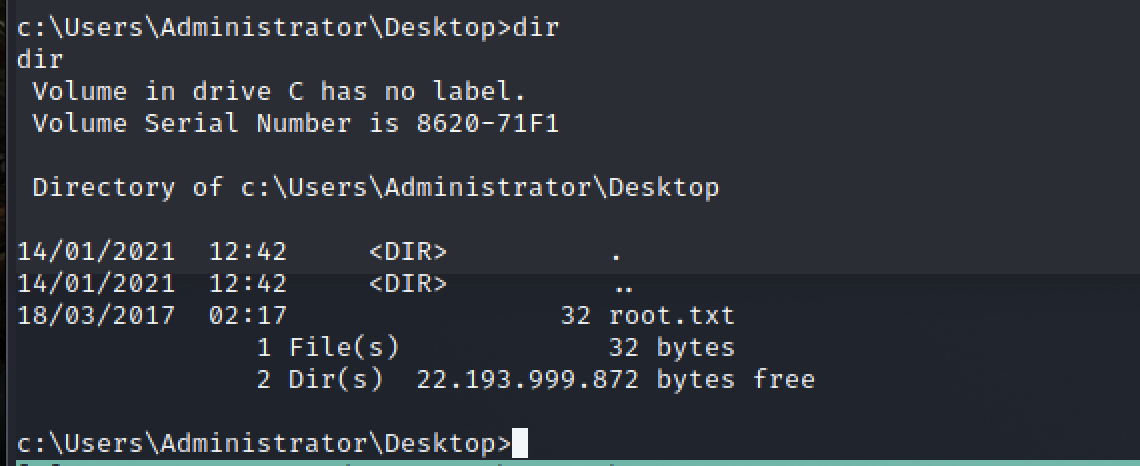 c:\Users\Administrator\Desktop>dir
dir
 Volume in drive C has no label.
 Volume Serial Number is 8620-71F1
 Directory of c:\Users\Administrator\Desktop
14/01/2021  12:42    <DIR>          .
14/01/2021  12:42    <DIR>          ..
18/03/2017  02:17                32 root.txt
               1 File(s)             32 bytes
               2 Dir(s)  22.193.999.872 bytes free
c:\Users\Administrator\Desktop>